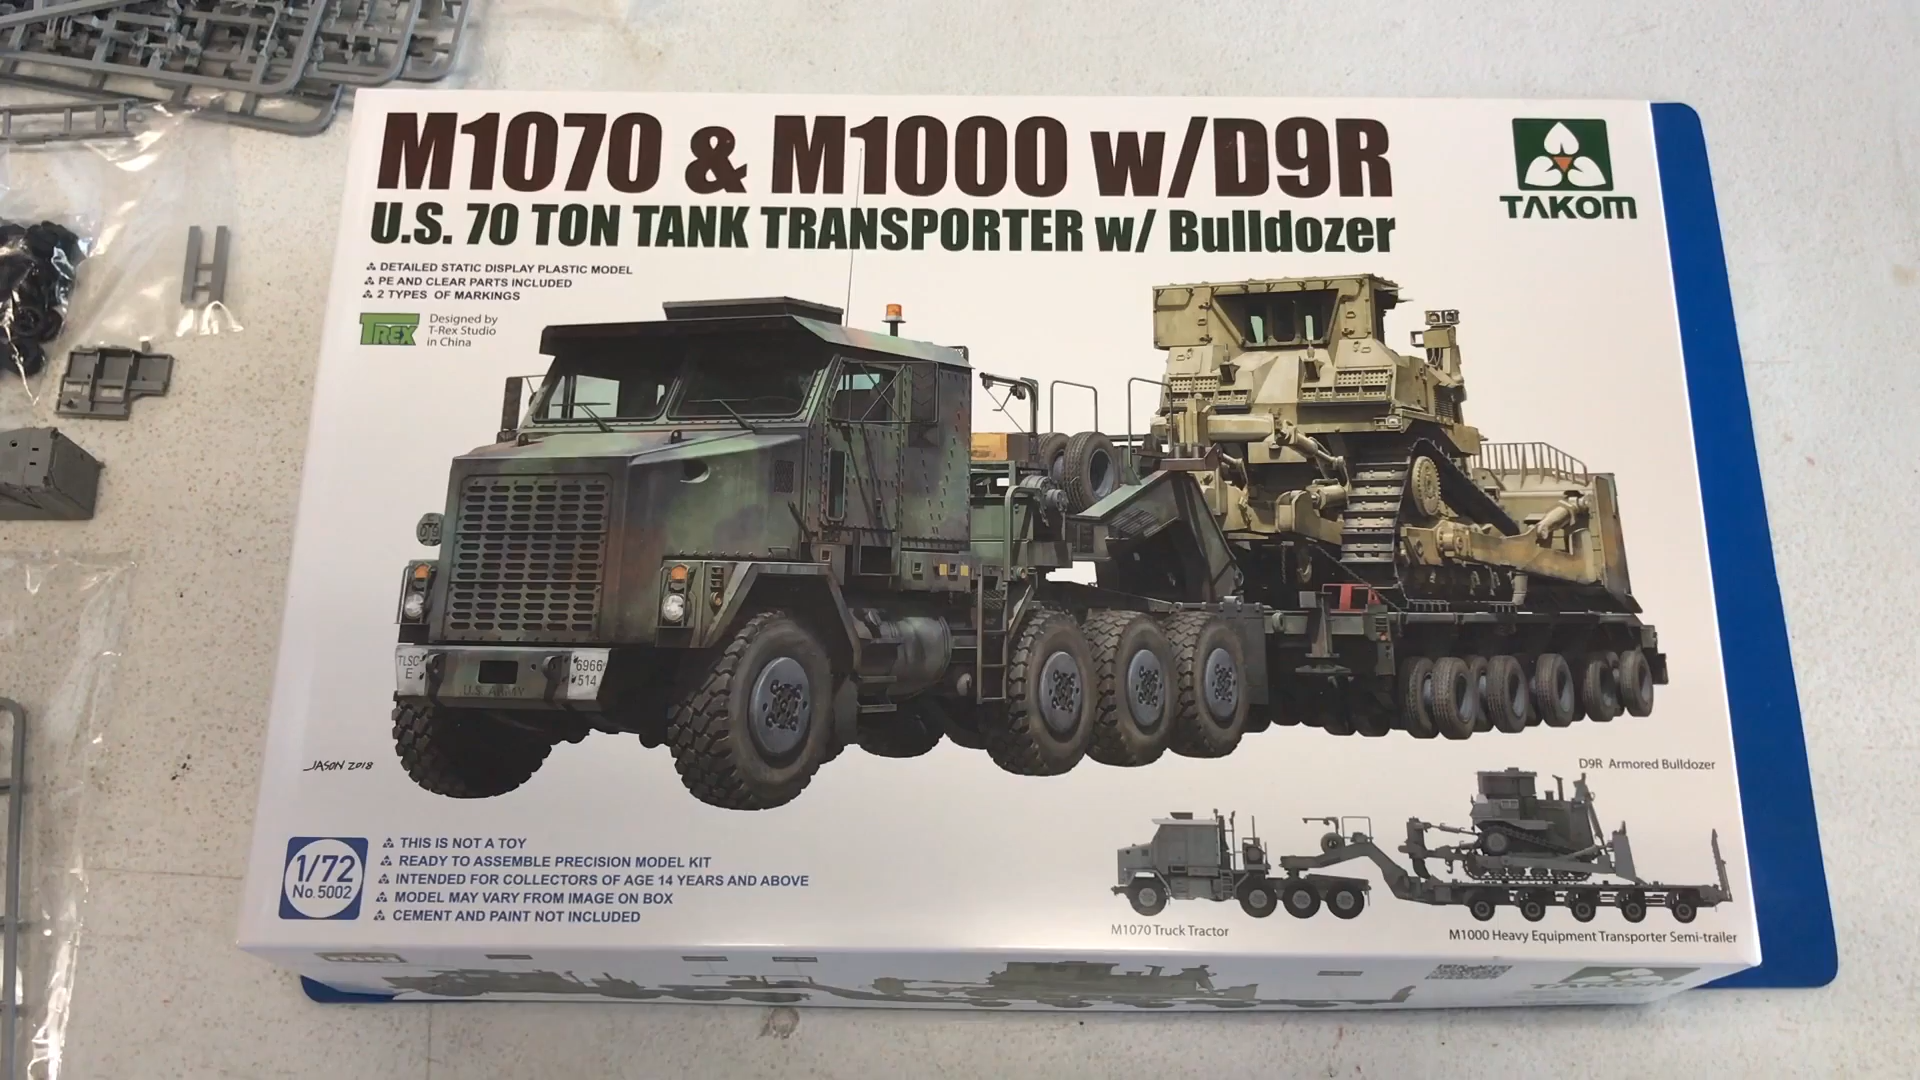 M1070 & M1000 w/D9R
U.S. 70 TON TANK TRANSPORTER w/ Bulldozer
TAKOM
DETAILED STATIC DISPLAY PLASTIC MODEL
PE AND CLEAR PARTS INCLUDED
2 TYPES OF MARKINGS
TREX
Designed by
T-Rex Studio
in China
TLSC
E
U.S. ARMY
6966
514
JASON 2018
D9R Armored Bulldozer
1/72
No.5002
THIS IS NOT A TOY
READY TO ASSEMBLE PRECISION MODEL KIT
INTENDED FOR COLLECTORS OF AGE 14 YEARS AND ABOVE
MODEL MAY VARY FROM IMAGE ON BOX
CEMENT AND PAINT NOT INCLUDED
M1070 Truck Tractor
M1000 Heavy Equipment Transporter Semi-trailer
TAKOM